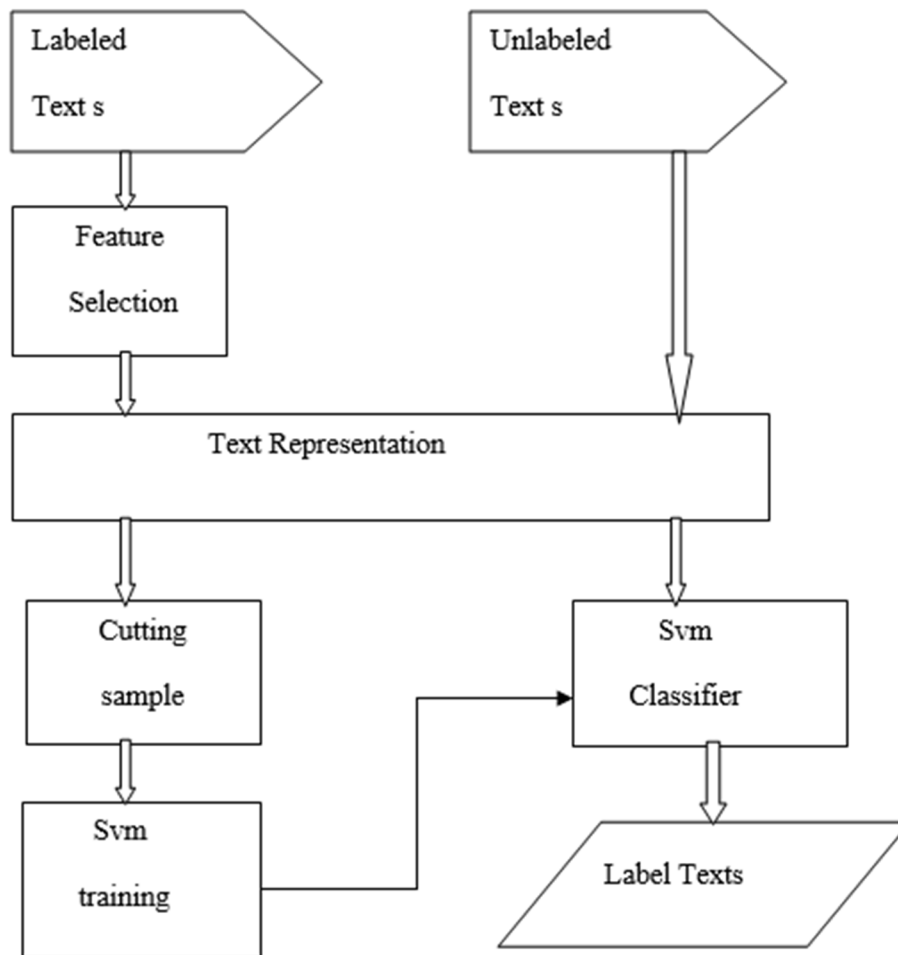 Labeled
Text s
Unlabeled
Text s
Feature
Selection
Text Representation
Cutting
sample
Svm
Classifier
Svm
training
Label Texts